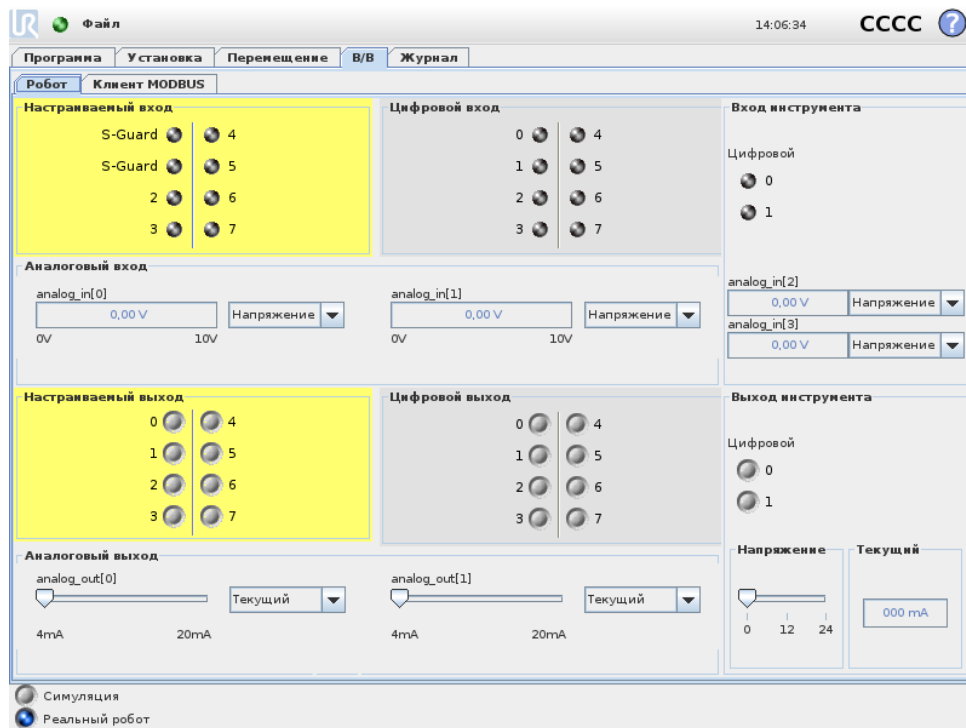 UR Файл 14:06:34 CCCC ?
Программа Установка Перемещение В/В Журнал
Робот Клиент MODBUS
Настраиваемый вход Цифровой вход Вход инструмента
S-Guard 4 0 4
Цифровой
S-Guard 5 1 5
0
2 6 2 6
1
3 7 3 7
Аналоговый вход
analog_in[2]
analog_in[0] analog_in[1]
0,00 V Напряжение
0,00 V Напряжение 0,00 V Напряжение
analog_in[3]
0V 10V 0V 10V
0,00 V Напряжение
Настраиваемый выход Цифровой выход Выход инструмента
0 4 0 4
Цифровой
1 5 1 5
0
2 6 2 6
1
3 7 3 7
Аналоговый выход Напряжение Текущий
analog_out[0] analog_out[1]
Текущий Текущий
000 mA
0 12 24
4mA 20mA 4mA 20mA
Симуляция
Реальный робот